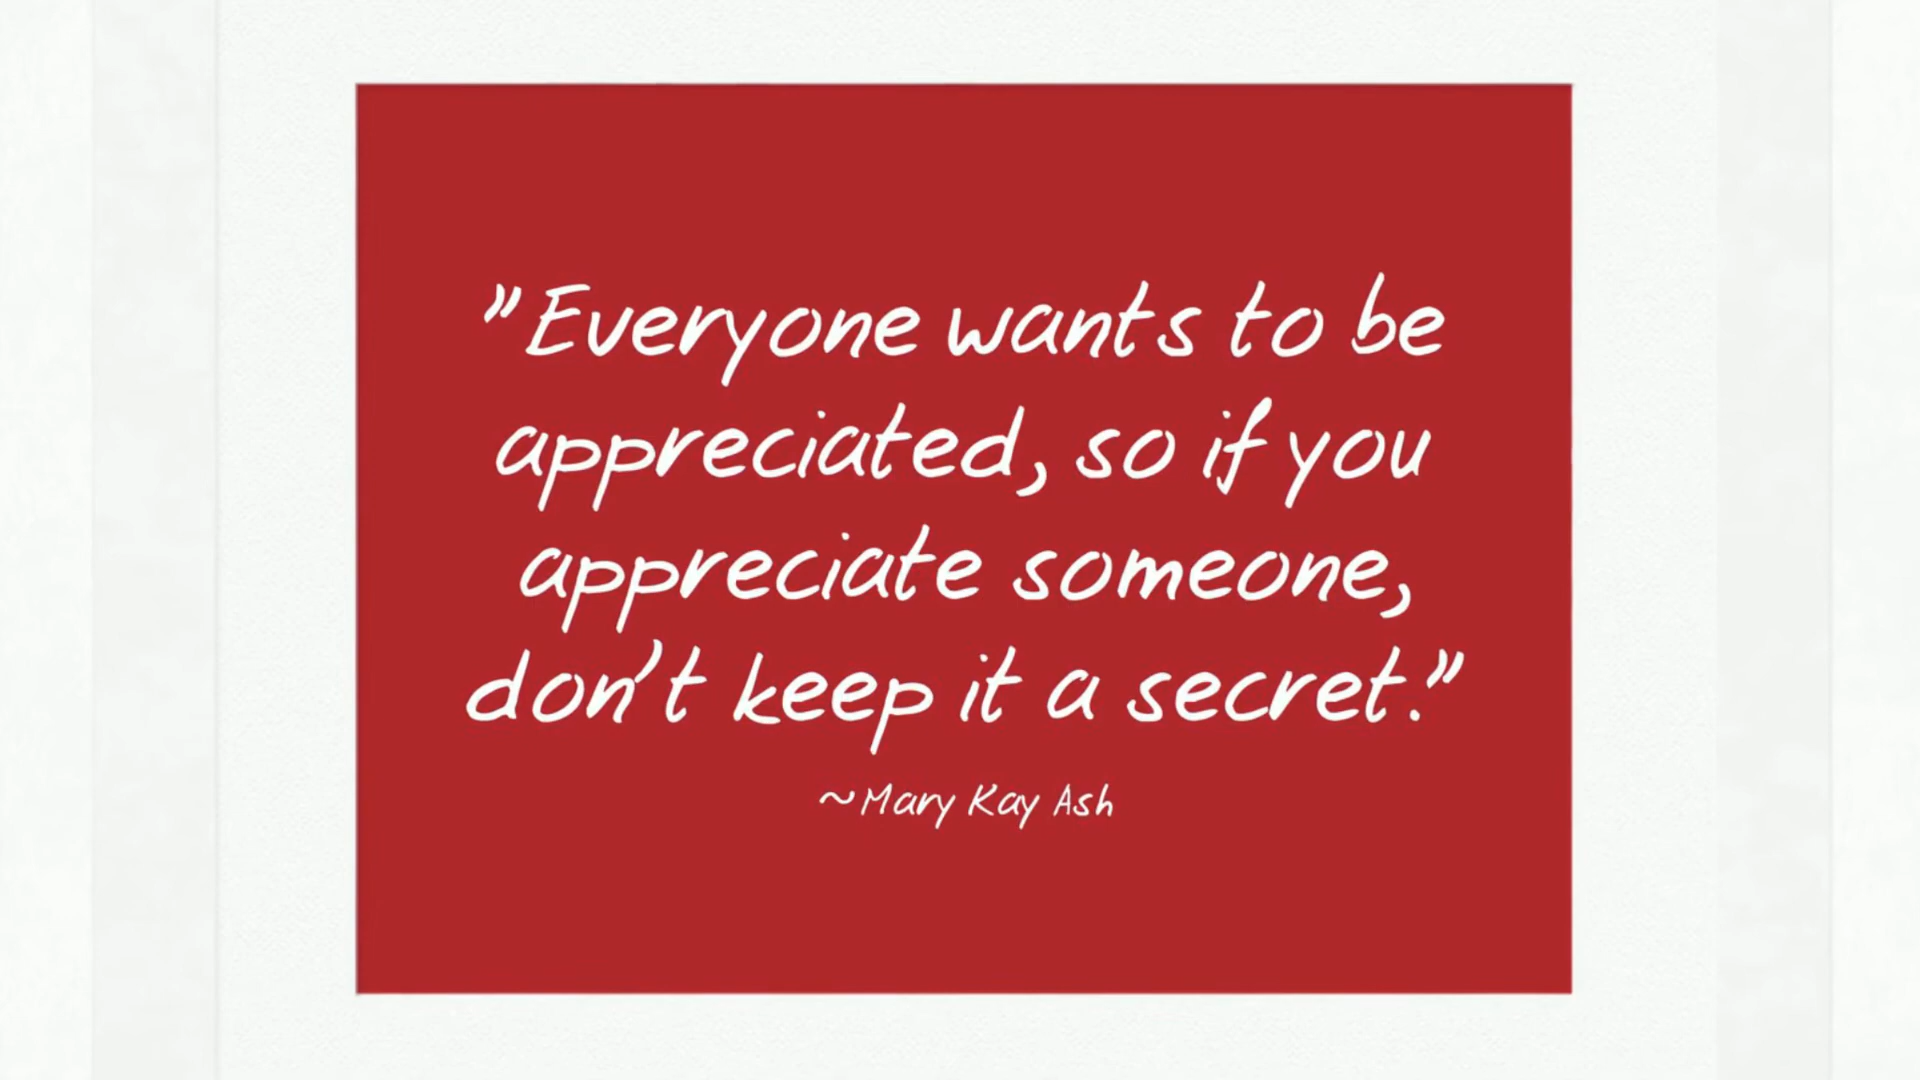 "Everyone wants to be
appreciated, so if you
appreciate someone,
don't keep it a secret."
~Mary Kay Ash